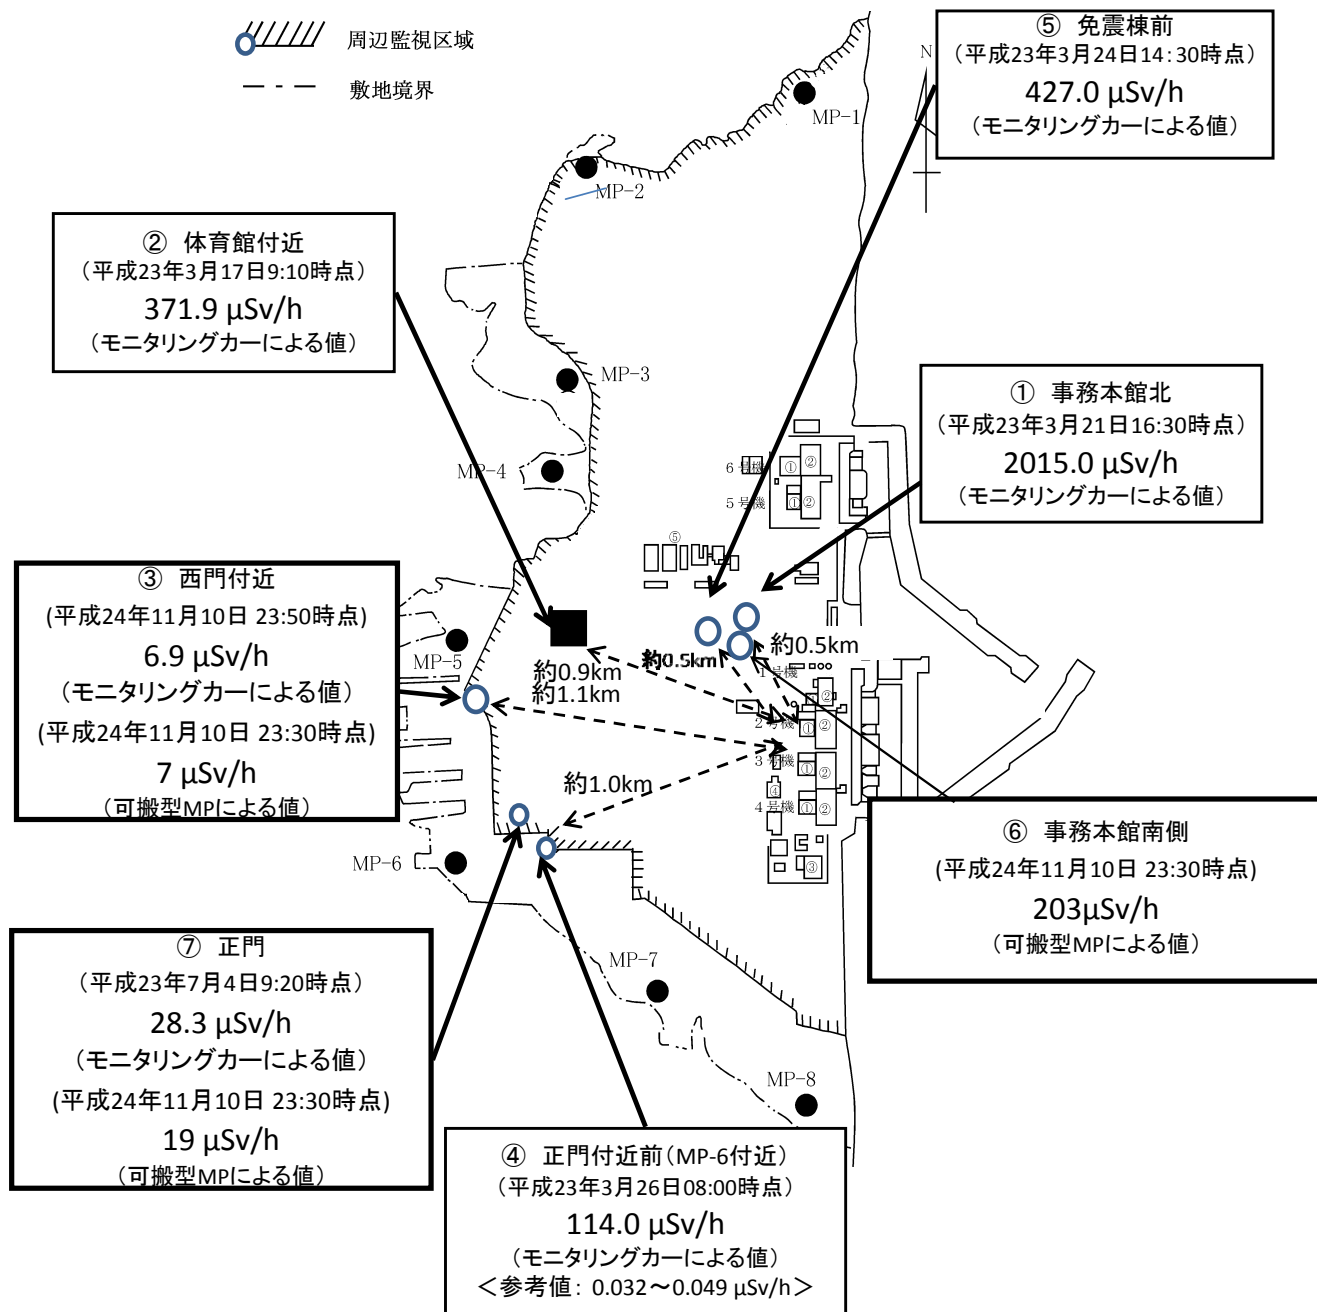 周辺監視区域
敷地境界
⑤ 免震棟前
(平成23年3月24日14:30時点)
427.0 μSv/h
(モニタリングカーによる値)
N
MP-1
MP-2
② 体育館付近
(平成23年3月17日9:10時点)
371.9 μSv/h
(モニタリングカーによる値)
MP-3
MP-4
① 事務本館北
(平成23年3月21日16:30時点)
2015.0 μSv/h
(モニタリングカーによる値)
6号機
①
②
5号機
①
②
⑤
③ 西門付近
(平成24年11月10日 23:50時点)
6.9 μSv/h
(モニタリングカーによる値)
(平成24年11月10日 23:30時点)
7 μSv/h
(可搬型MPによる値)
MP-5
約0.9km
約1.1km
約0.5km
約0.5km
1号機
②
2号機
①
②
3号機
①
②
④
4号機
①
②
③
約1.0km
MP-6
⑥ 事務本館南側
(平成24年11月10日 23:30時点)
203μSv/h
(可搬型MPによる値)
⑦ 正門
(平成23年7月4日9:20時点)
28.3 μSv/h
(モニタリングカーによる値)
(平成24年11月10日 23:30時点)
19 μSv/h
(可搬型MPによる値)
MP-7
MP-8
④ 正門付近前(MP-6付近)
(平成23年3月26日08:00時点)
114.0 μSv/h
(モニタリングカーによる値)
<参考値: 0.032~0.049 μSv/h>